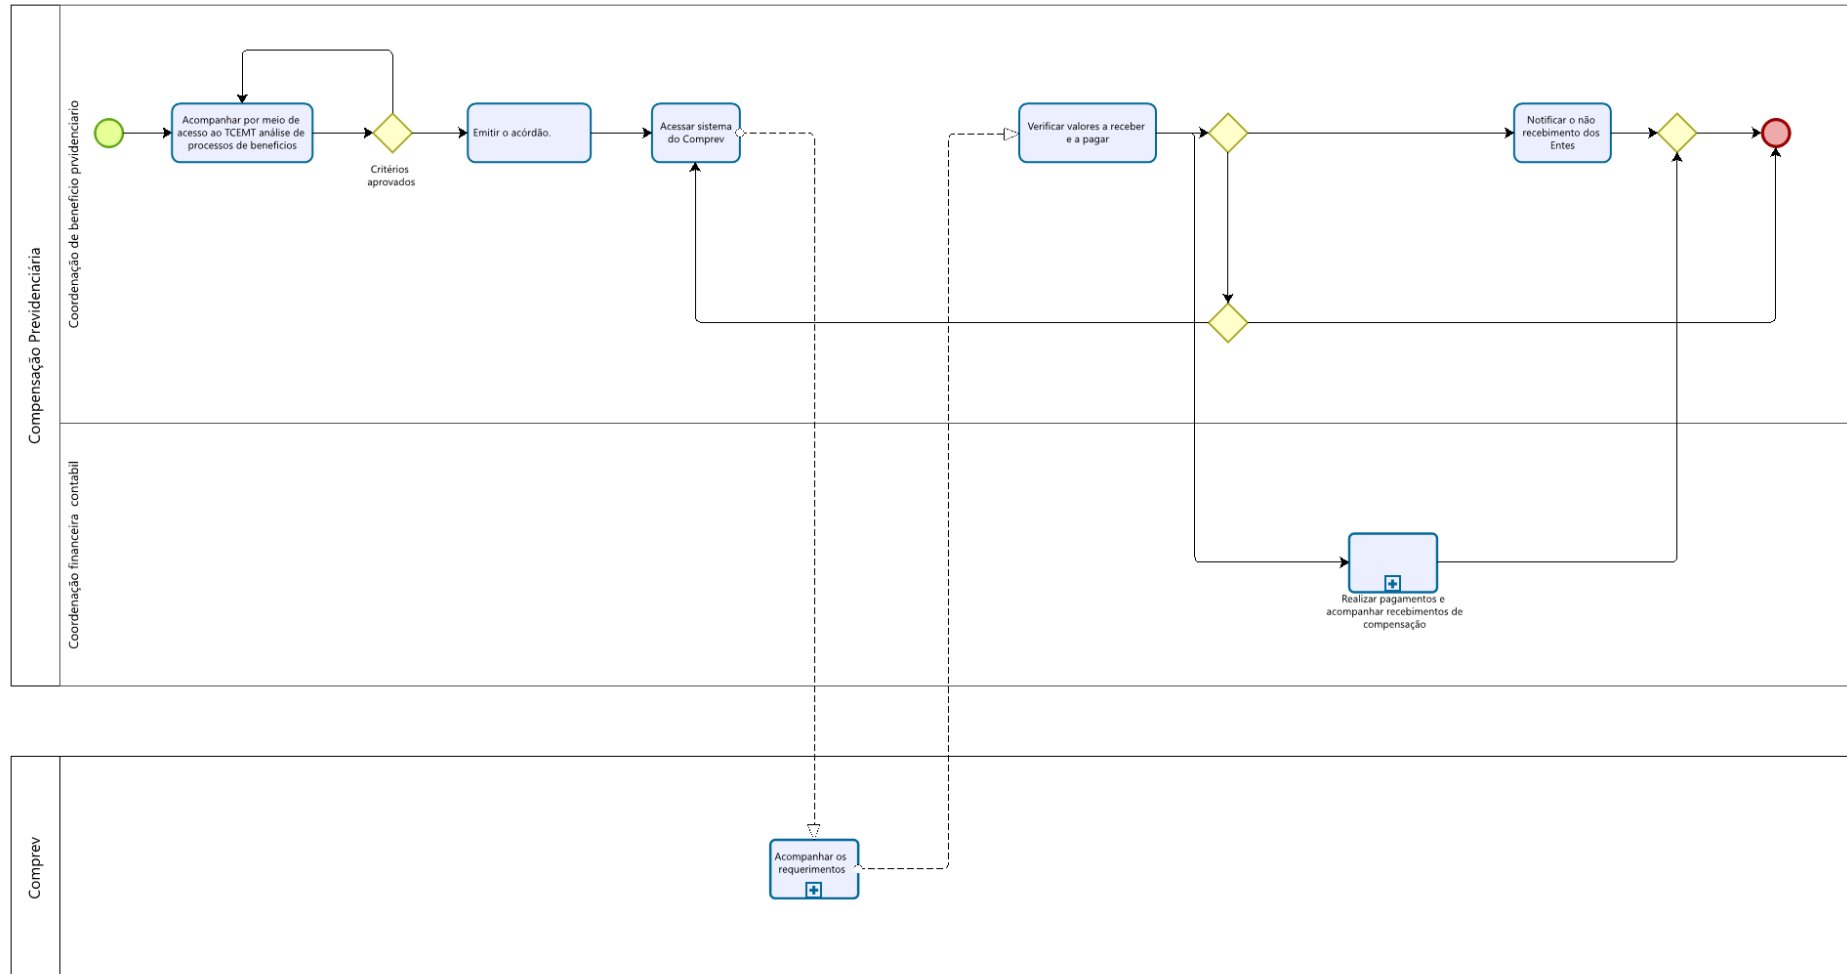 Compensação Previdenciária
Coordenação de beneficio prvidenciario
Acompanhar por meio de
acesso ao TCEMT análise de
processos de beneficios
Critérios
aprovados
Emitir o acórdão.
Acessar sistema
do Comprev
Verificar valores a receber
e a pagar
Notificar o não
recebimento dos
Entes
Coordenação financeira contabil
Realizar pagamentos e
acompanhar recebimentos de
compensação
Comprev
Acompanhar os
requerimentos